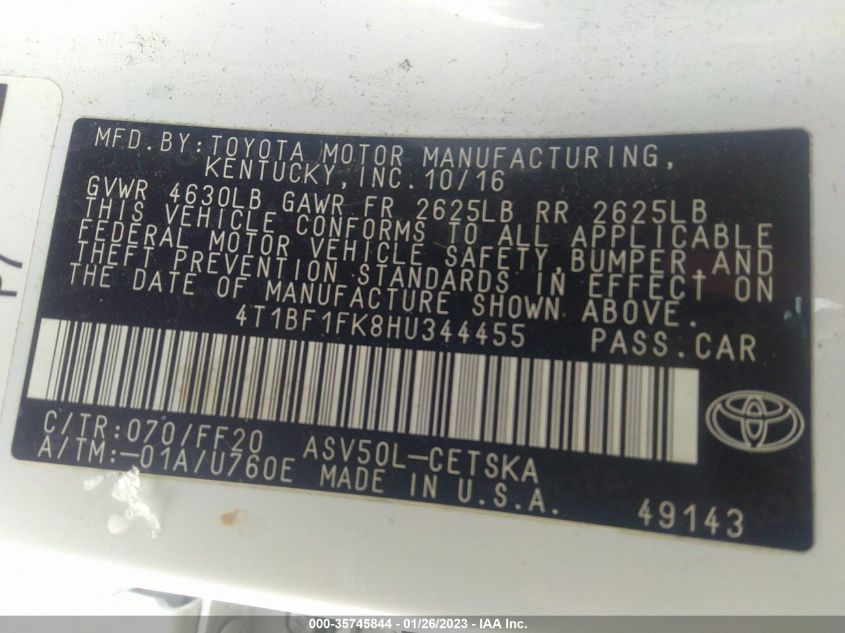 MFD.BY:TOYOTA MOTOR MANUFACTURING,
KENTUCKY,INC.10/16
GVWR 4630LB GAWR FR 2625LB RR 2625LB
THIS VEHICLE CONFORMS TO ALL APPLICABLE
FEDERAL MOTOR VEHICLE SAFETY,BUMPER,AND
THEFT PREVENTION STANDARDS IN EFFECT ON
THE DATE OF MANUFACTURE SHOWN ABOVE.
4T1BF1FK8HU344455 PASS.CAR
C/TR:070/FF20 ASV50L-CETSKA
A/TM:-01A/U760E MADE IN U.S.A.
49143
000-35745844 - 01/26/2023 - IAA Inc.